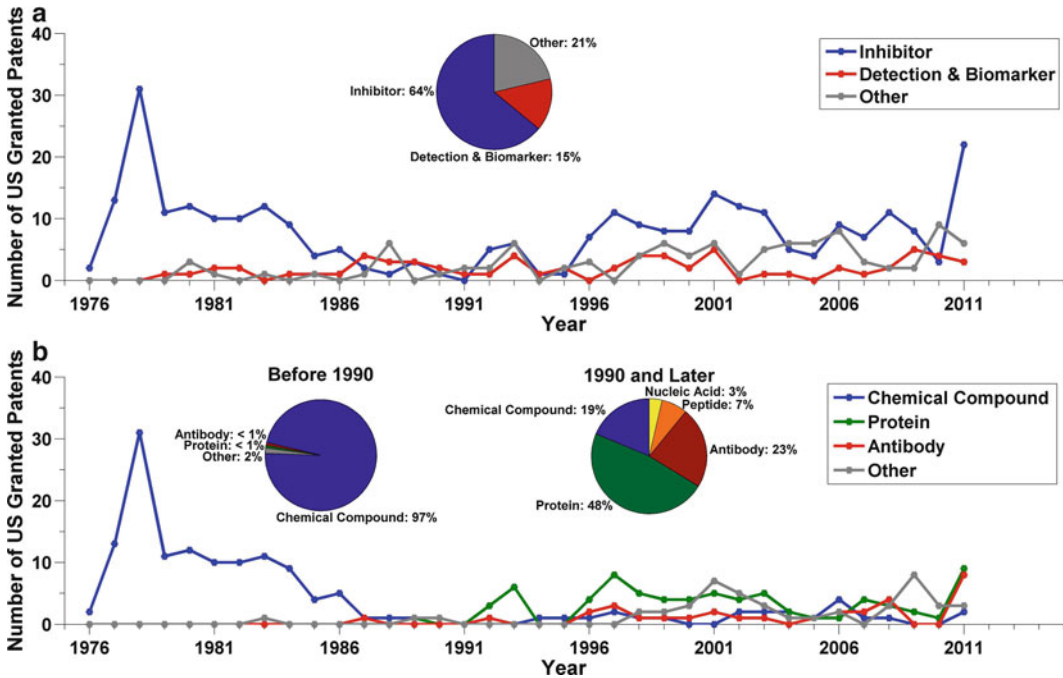 a
Number of US Granted Patents
40
30
20
10
0
1976
1981
1986
1991
1996
2001
2006
2011
Year
Other: 21%
Inhibitor: 64%
Detection & Biomarker: 15%
Inhibitor
Detection & Biomarker
Other
b
Number of US Granted Patents
40
30
20
10
0
1976
1981
1986
1991
1996
2001
2006
2011
Year
Before 1990
Antibody: < 1%
Protein: < 1%
Other: 2%
Chemical Compound: 97%
1990 and Later
Nucleic Acid: 3%
Peptide: 7%
Chemical Compound: 19%
Antibody: 23%
Protein: 48%
Chemical Compound
Protein
Antibody
Other